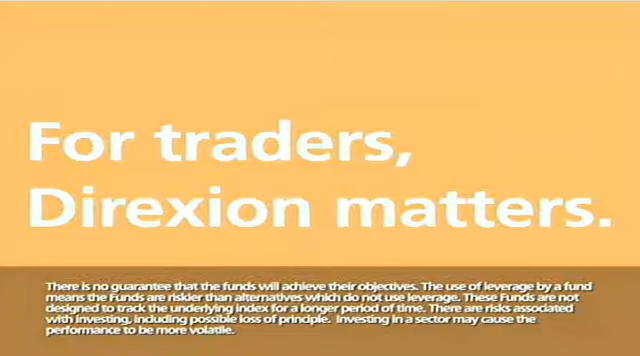 For traders,
Direxion matters.
There is no guarantee that the funds will achieve their objectives. The use of leverage by a fund
means the Funds are riskier than alternatives which do not use leverage. These Funds are not
designed to track the underlying index for a longer period of time. There are risks associated
with investing, including possible loss of principle. Investing in a sector may cause the
performance to be more volatile.